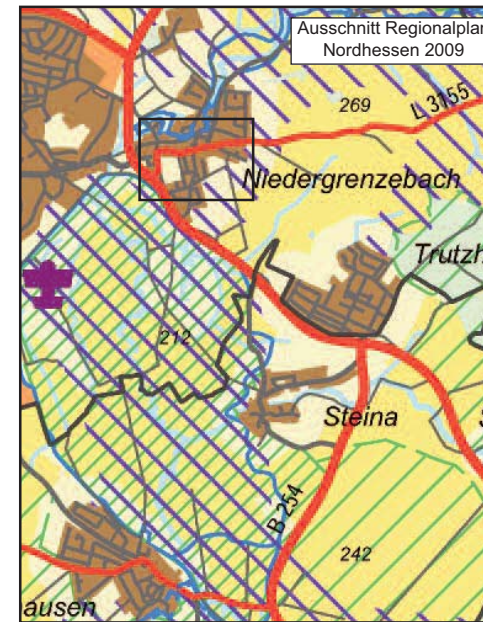 Ausschnitt Regionalplan
Nordhessen 2009
269
L 3155
Niedergrenzebach
Trutzh
212
Steina
S
B 254
242
ausen